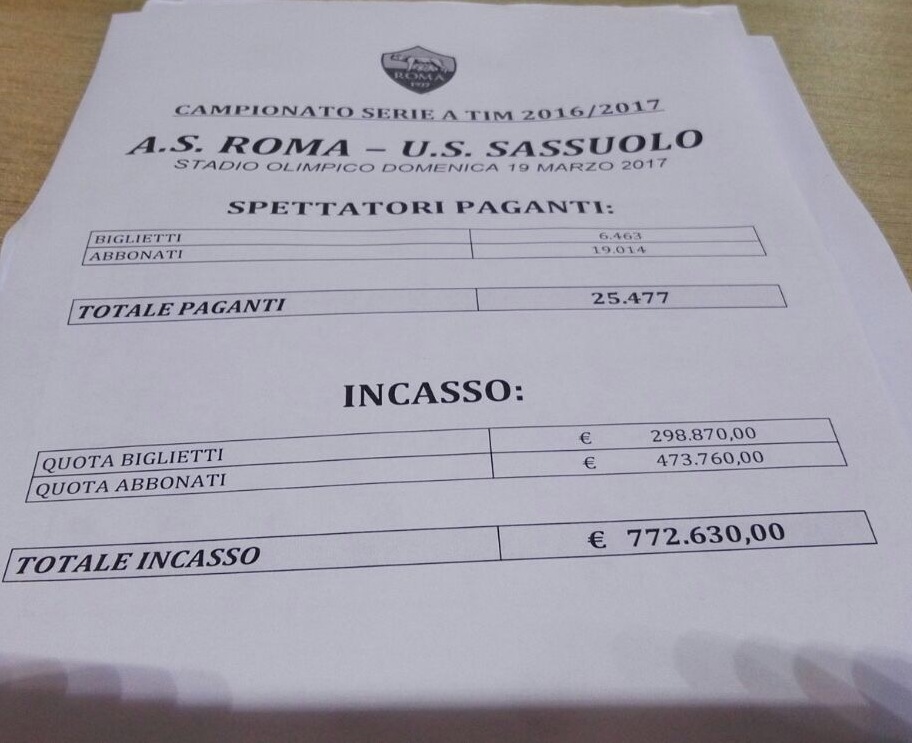 ROMA
1927
CAMPIONATO SERIE A TIM 2016/2017
A.S. ROMA – U.S. SASSUOLO
STADIO OLIMPICO DOMENICA 19 MARZO 2017
SPETTATORI PAGANTI:
BIGLIETTI 6.463
ABBONATI 19.014
TOTALE PAGANTI 25.477
INCASSO:
QUOTA BIGLIETTI € 298.870,00
QUOTA ABBONATI € 473.760,00
TOTALE INCASSO € 772.630,00